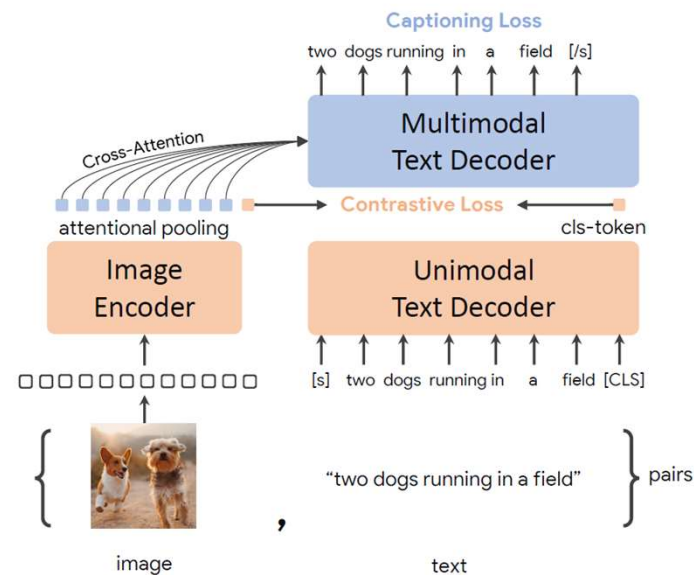 Captioning Loss
two dogs running in a field [/s]
Multimodal
Text Decoder
Cross-Attention
Contrastive Loss
attentional pooling
cls-token
Image
Encoder
Unimodal
Text Decoder
[s] two dogs running in a field [CLS]
“two dogs running in a field”
pairs
,
image
text